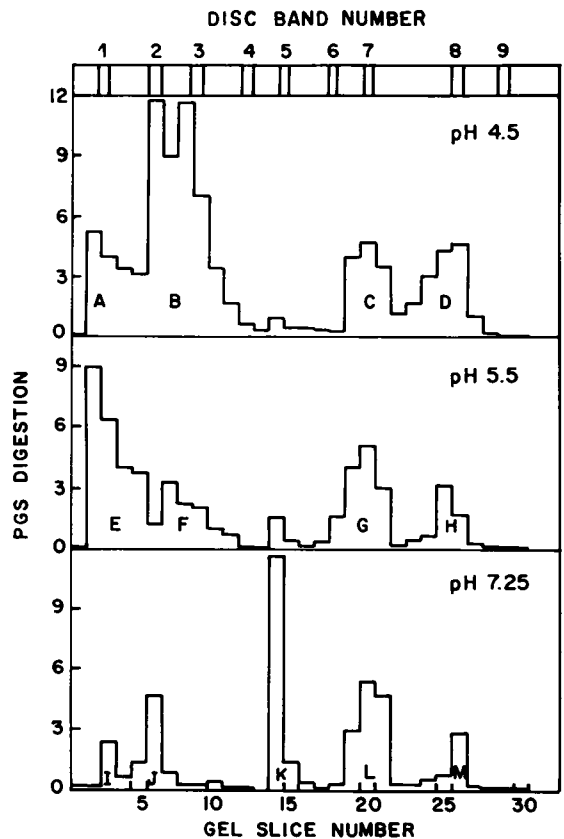 DISC BAND NUMBER
1 2 3 4 5 6 7 8 9
12
pH 4.5
9
6
3
A B C D
0
9
pH 5.5
6
PGS DIGESTION
3
E F G H
0
pH 7.25
9
6
3
I J K L M
0
5 10 15 20 25 30
GEL SLICE NUMBER